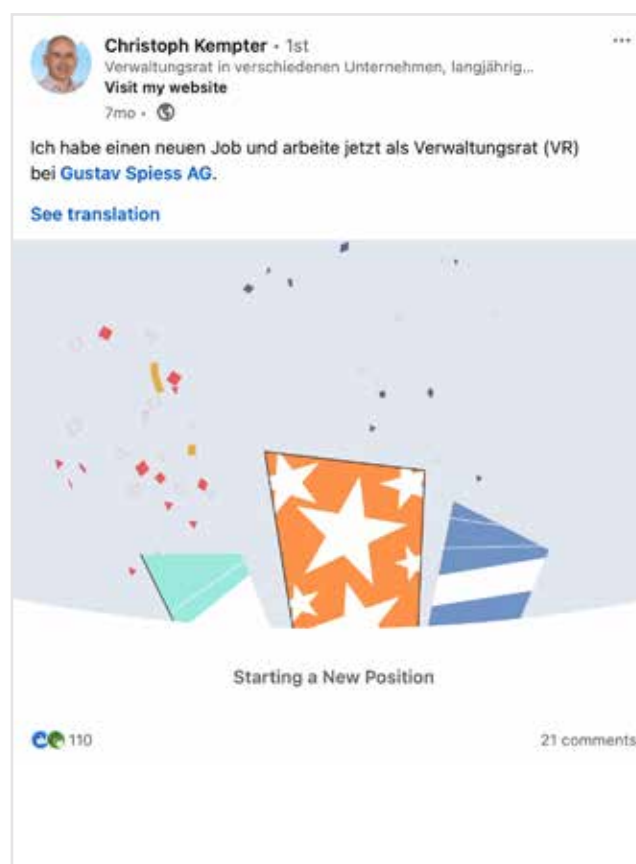 Christoph Kempter • 1st
Verwaltungsrat in verschiedenen Unternehmen, langjährig...
Visit my website
7mo •
Ich habe einen neuen Job und arbeite jetzt als Verwaltungsrat (VR)
bei Gustav Spiess AG.
See translation
Starting a New Position
110
21 comments